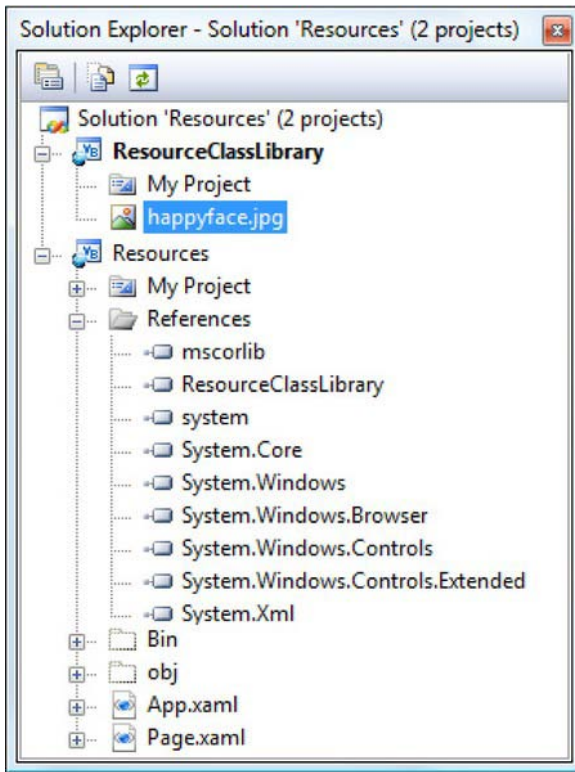 Solution Explorer - Solution 'Resources' (2 projects)
Solution 'Resources' (2 projects)
VB ResourceClassLibrary
My Project
happyface.jpg
VB Resources
My Project
References
mscorlib
ResourceClassLibrary
system
System.Core
System.Windows
System.Windows.Browser
System.Windows.Controls
System.Windows.Controls.Extended
System.Xml
Bin
obj
App.xaml
Page.xaml